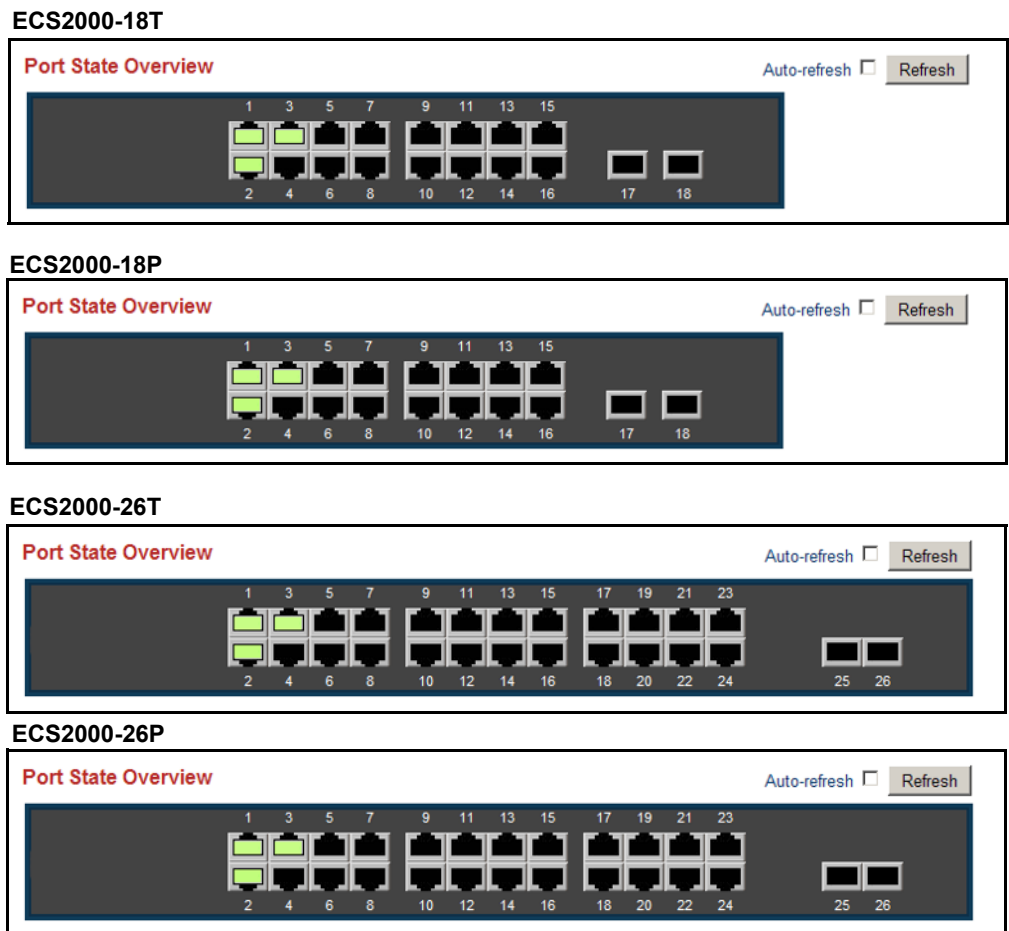 ECS2000-18T
Port State Overview
Auto-refresh Refresh
1 3 5 7 9 11 13 15
2 4 6 8 10 12 14 16 17 18
ECS2000-18P
Port State Overview
Auto-refresh Refresh
1 3 5 7 9 11 13 15
2 4 6 8 10 12 14 16 17 18
ECS2000-26T
Port State Overview
Auto-refresh Refresh
1 3 5 7 9 11 13 15 17 19 21 23
2 4 6 8 10 12 14 16 18 20 22 24 25 26
ECS2000-26P
Port State Overview
Auto-refresh Refresh
1 3 5 7 9 11 13 15 17 19 21 23
2 4 6 8 10 12 14 16 18 20 22 24 25 26